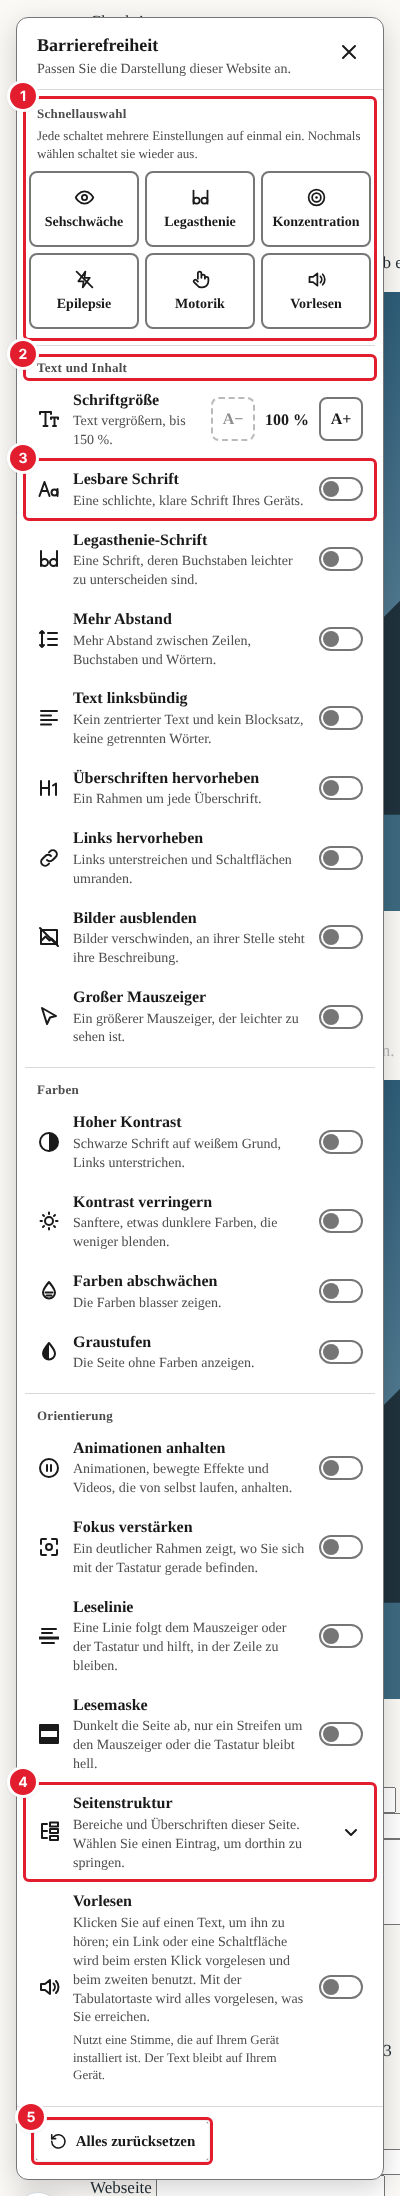 Barrierefreiheit
Passen Sie die Darstellung dieser Website an.
1
Schnellauswahl
Jede schaltet mehrere Einstellungen auf einmal ein. Nochmals
wählen schaltet sie wieder aus.
Sehschwäche
Legasthenie
Konzentration
Epilepsie
Motorik
Vorlesen
2
Text und Inhalt
Schriftgröße
Text vergrößern, bis
150 %.
A−
100 %
A+
3
Lesbare Schrift
Eine schlichte, klare Schrift Ihres Geräts.
Legasthenie-Schrift
Eine Schrift, deren Buchstaben leichter
zu unterscheiden sind.
Mehr Abstand
Mehr Abstand zwischen Zeilen,
Buchstaben und Wörtern.
Text linksbündig
Kein zentrierter Text und kein Blocksatz,
keine getrennten Wörter.
H1
Überschriften hervorheben
Ein Rahmen um jede Überschrift.
Links hervorheben
Links unterstreichen und Schaltflächen
umranden.
Bilder ausblenden
Bilder verschwinden, an ihrer Stelle steht
ihre Beschreibung.
Großer Mauszeiger
Ein größerer Mauszeiger, der leichter zu
sehen ist.
Farben
Hoher Kontrast
Schwarze Schrift auf weißem Grund,
Links unterstrichen.
Kontrast verringern
Sanftere, etwas dunklere Farben, die
weniger blenden.
Farben abschwächen
Die Farben blasser zeigen.
Graustufen
Die Seite ohne Farben anzeigen.
Orientierung
Animationen anhalten
Animationen, bewegte Effekte und
Videos, die von selbst laufen, anhalten.
Fokus verstärken
Ein deutlicher Rahmen zeigt, wo Sie sich
mit der Tastatur gerade befinden.
Leselinie
Eine Linie folgt dem Mauszeiger oder
der Tastatur und hilft, in der Zeile zu
bleiben.
Lesemaske
Dunkelt die Seite ab, nur ein Streifen um
den Mauszeiger oder die Tastatur bleibt
hell.
4
Seitenstruktur
Bereiche und Überschriften dieser Seite.
Wählen Sie einen Eintrag, um dorthin zu
springen.
Vorlesen
Klicken Sie auf einen Text, um ihn zu
hören; ein Link oder eine Schaltfläche
wird beim ersten Klick vorgelesen und
beim zweiten benutzt. Mit der
Tabulatortaste wird alles vorgelesen, was
Sie erreichen.
Nutzt eine Stimme, die auf Ihrem Gerät
installiert ist. Der Text bleibt auf Ihrem
Gerät.
3
5
Alles zurücksetzen
Webseite